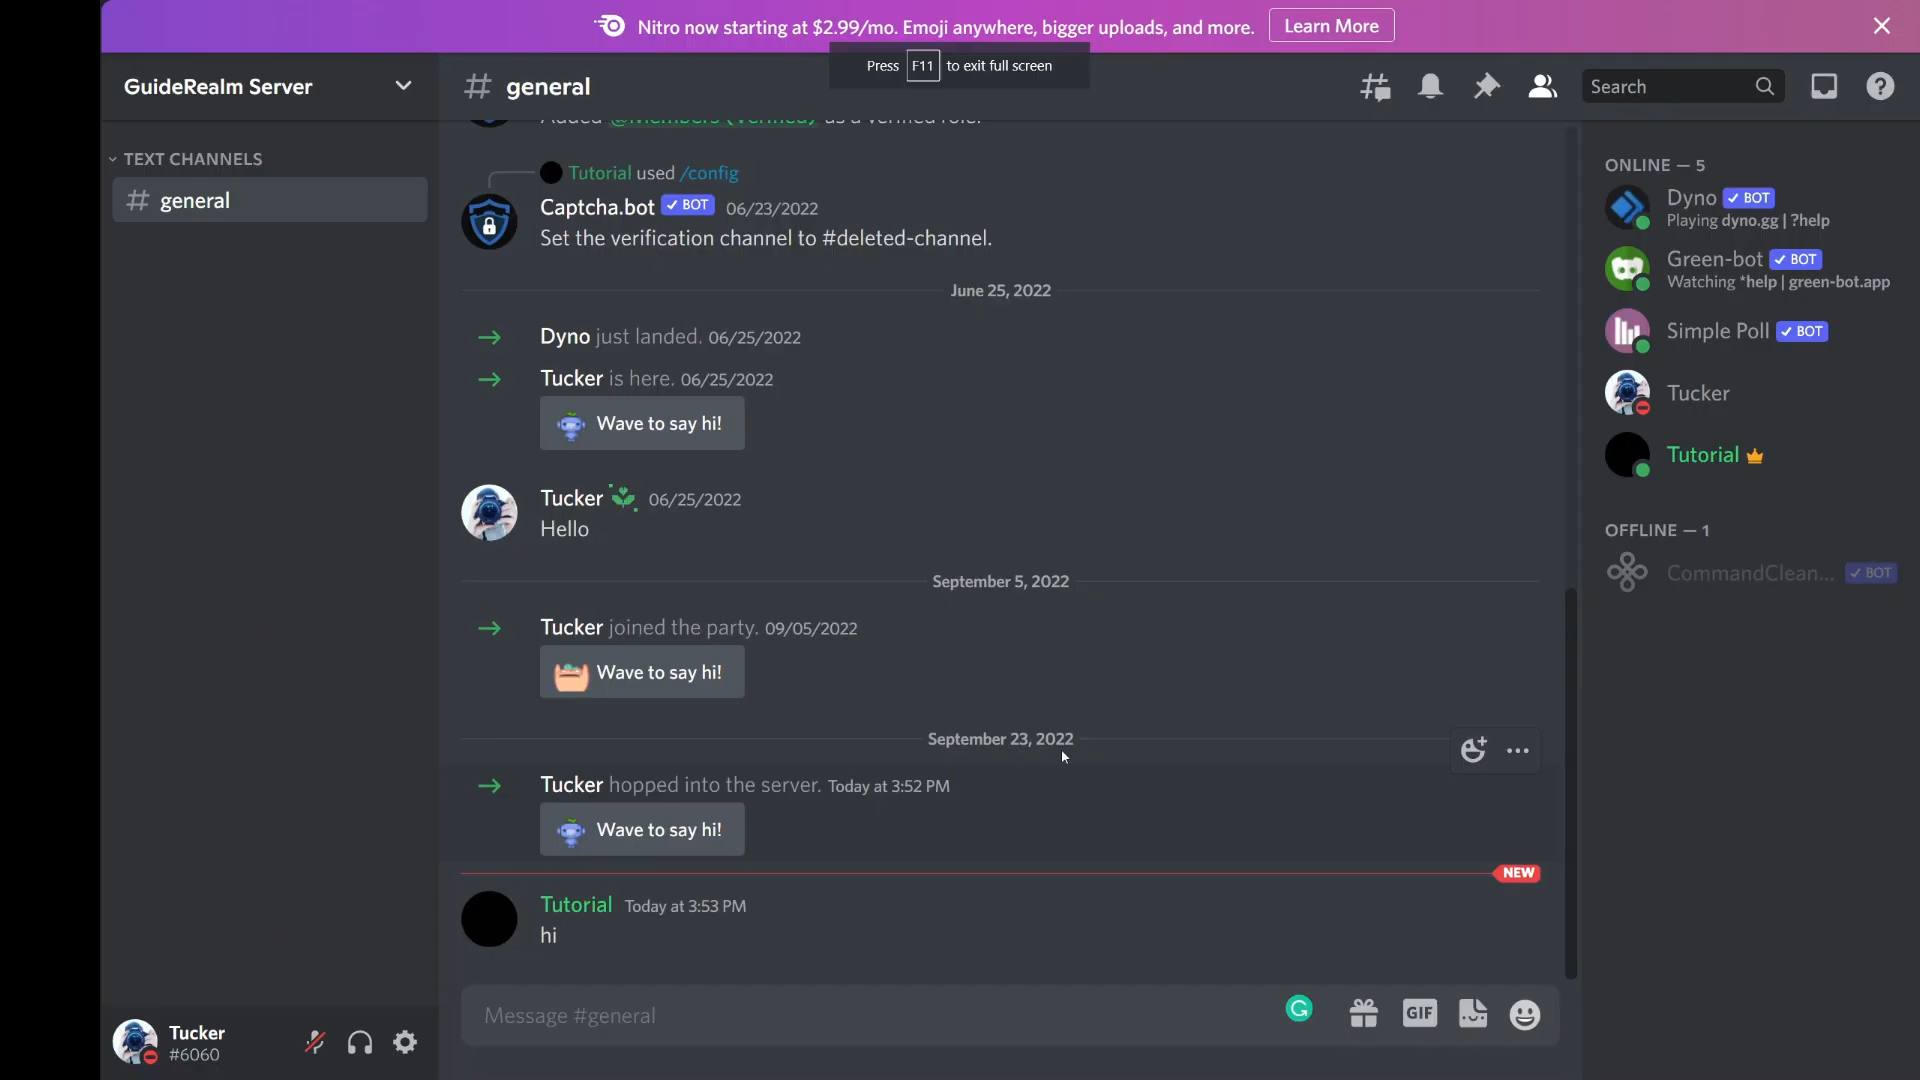 Nitro now starting at $2.99/mo. Emoji anywhere, bigger uploads, and more. Learn More
Press F11 to exit full screen
GuideRealm Server
general
Search
TEXT CHANNELS
general
Added @Members (Verified) as a verified role.
Tutorial used /config
Captcha.bot BOT 06/23/2022
Set the verification channel to #deleted-channel.
June 25, 2022
Dyno just landed. 06/25/2022
Tucker is here. 06/25/2022
Wave to say hi!
Tucker 06/25/2022
Hello
September 5, 2022
Tucker joined the party. 09/05/2022
Wave to say hi!
September 23, 2022
Tucker hopped into the server. Today at 3:52 PM
Wave to say hi!
NEW
Tutorial Today at 3:53 PM
hi
Message #general
GIF
Tucker
#6060
ONLINE — 5
Dyno BOT
Playing dyno.gg | ?help
Green-bot BOT
Watching *help | green-bot.app
Simple Poll BOT
Tucker
Tutorial
OFFLINE — 1
CommandClean... BOT